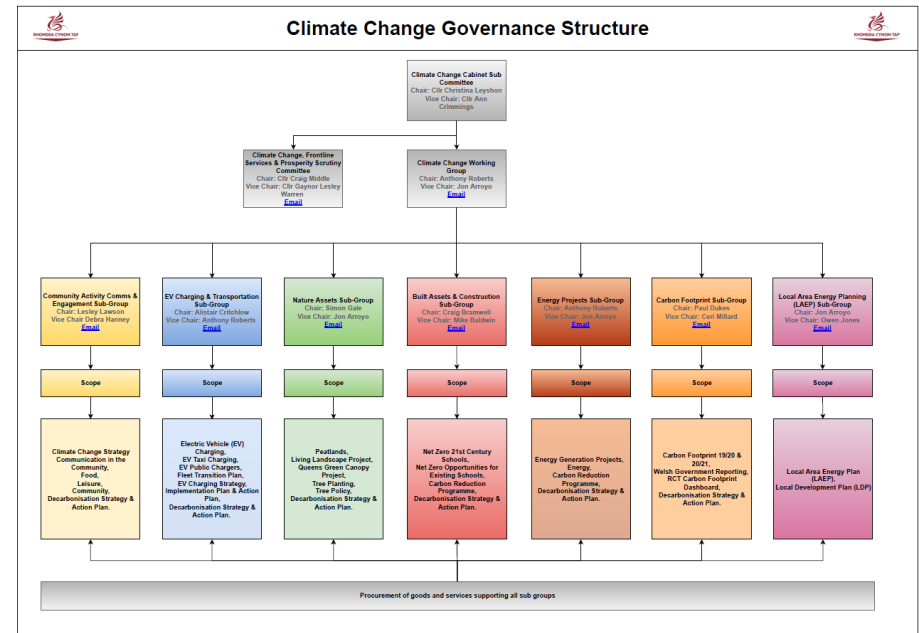 RHONDDA CYNON TAF
Climate Change Governance Structure
RHONDDA CYNON TAF
Climate Change Cabinet Sub
Committee
Chair: Cllr Christina Leyshon
Vice Chair: Cllr Ann
Crimmings
Climate Change, Frontline
Services & Prosperity Scrutiny
Committee
Chair: Cllr Craig Middle
Vice Chair: Cllr Gaynor Lesley
Warren
Email
Climate Change Working
Group
Chair: Anthony Roberts
Vice Chair: Jon Arroyo
Email
Community Activity Comms &
Engagement Sub-Group
Chair: Lesley Lawson
Vice Chair Debra Hanney
Email
EV Charging & Transportation
Sub-Group
Chair: Alistair Critchlow
Vice Chair: Anthony Roberts
Email
Nature Assets Sub-Group
Chair: Simon Gale
Vice Chair: Jon Arroyo
Email
Built Assets & Construction
Sub-Group
Chair: Craig Bramwell
Vice Chair: Mike Baldwin
Email
Energy Projects Sub-Group
Chair: Anthony Roberts
Vice Chair: Jon Arroyo
Email
Carbon Footprint Sub-Group
Chair: Paul Dukes
Vice Chair: Ceri Millard
Email
Local Area Energy Planning
(LAEP) Sub-Group
Chair: Jon Arroyo
Vice Chair: Owen Jones
Email
Scope
Scope
Scope
Scope
Scope
Scope
Scope
Climate Change Strategy
Communication in the
Community,
Food,
Leisure,
Community,
Decarbonisation Strategy &
Action Plan.
Electric Vehicle (EV)
Charging,
EV Taxi Charging,
EV Public Chargers,
Fleet Transition Plan,
EV Charging Strategy,
Implementation Plan & Action
Plan,
Decarbonisation Strategy &
Action Plan.
Peatlands,
Living Landscape Project,
Queens Green Canopy
Project,
Tree Planting,
Tree Policy,
Decarbonisation Strategy &
Action Plan.
Net Zero 21st Century
Schools,
Net Zero Opportunities for
Existing Schools,
Carbon Reduction
Programme,
Decarbonisation Strategy &
Action Plan.
Energy Generation Projects,
Energy,
Carbon Reduction
Programme,
Decarbonisation Strategy &
Action Plan.
Carbon Footprint 19/20 &
20/21,
Welsh Government Reporting,
RCT Carbon Footprint
Dashboard,
Decarbonisation Strategy &
Action Plan.
Local Area Energy Plan
(LAEP),
Local Development Plan (LDP)
Procurement of goods and services supporting all sub groups